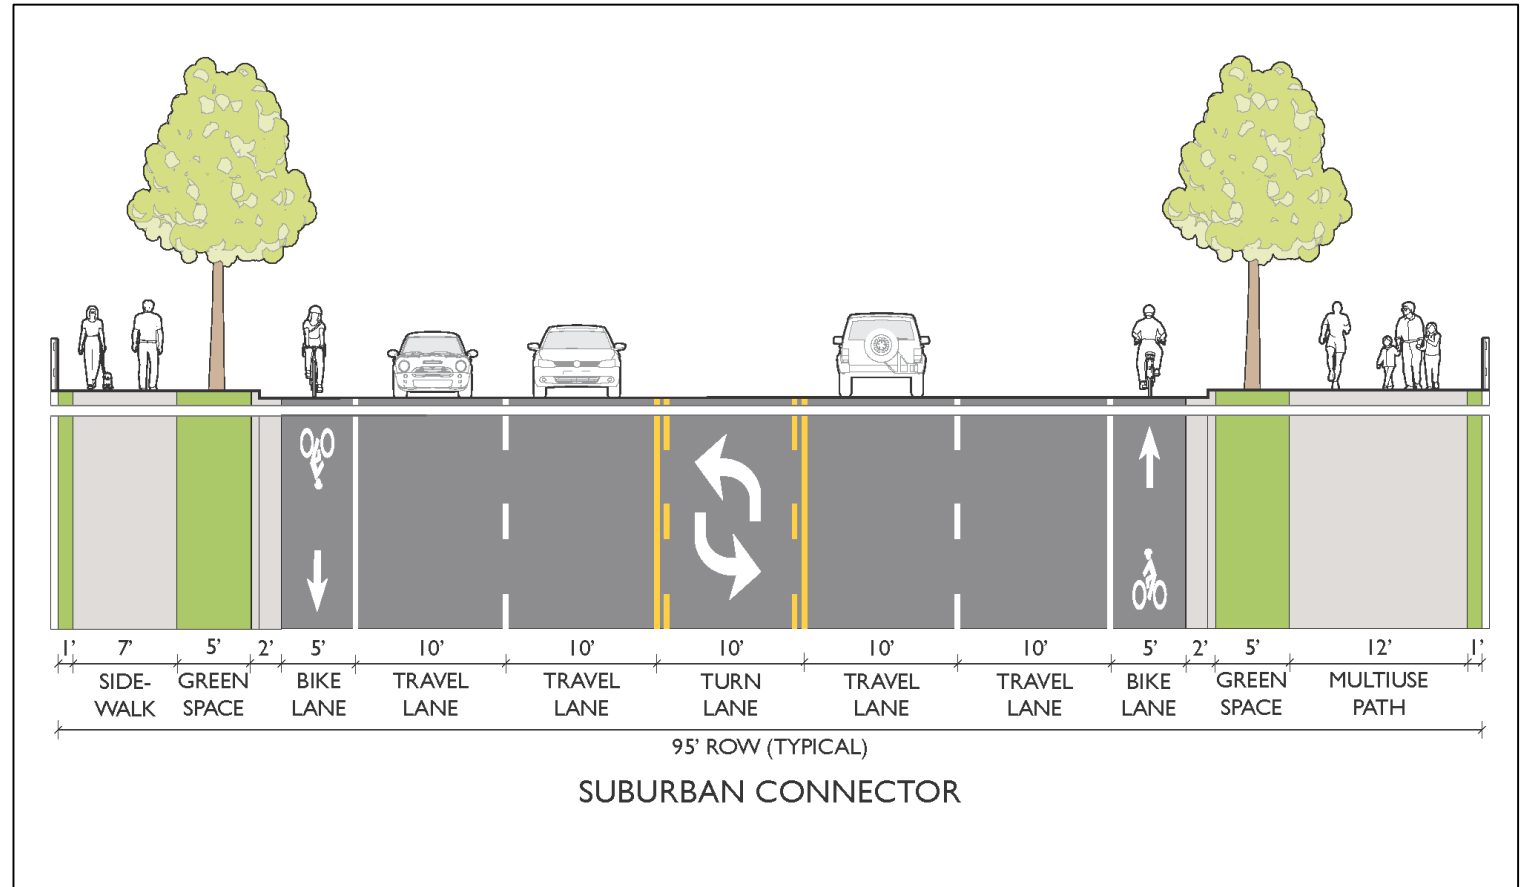 1' 7' 5' 2' 5' 10' 10' 10' 10' 10' 5' 2' 5' 12' 1'
SIDE- GREEN BIKE TRAVEL TRAVEL TURN TRAVEL TRAVEL BIKE GREEN MULTIUSE
WALK SPACE LANE LANE LANE LANE LANE LANE LANE SPACE PATH
95' ROW (TYPICAL)
SUBURBAN CONNECTOR